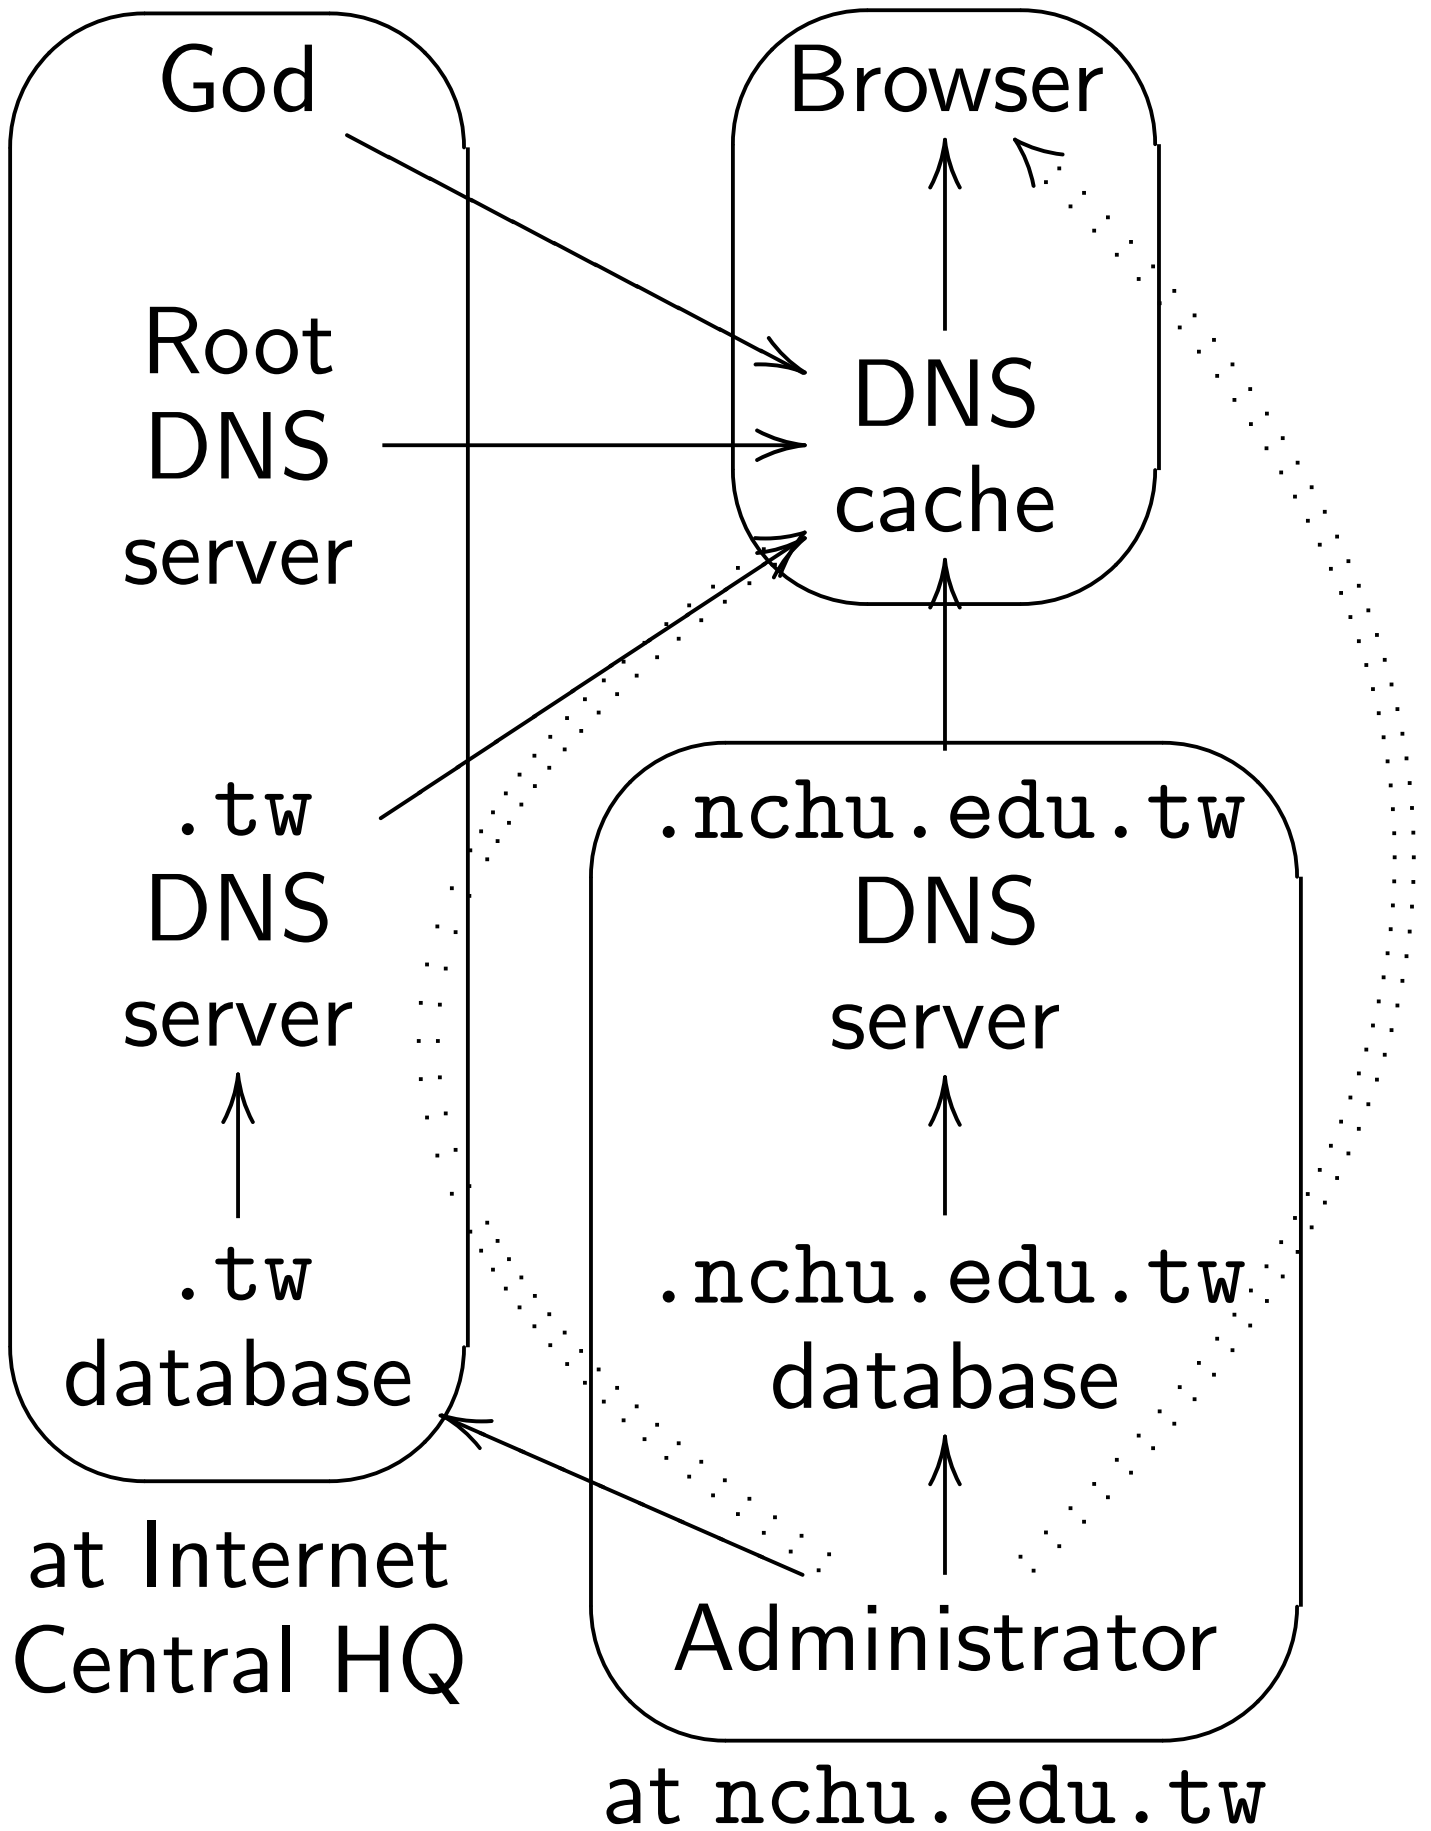 God
Root
DNS
server
.tw
DNS
server
.tw
database
at Internet
Central HQ
Browser
DNS
cache
.nchu.edu.tw
DNS
server
.nchu.edu.tw
database
Administrator
at nchu.edu.tw